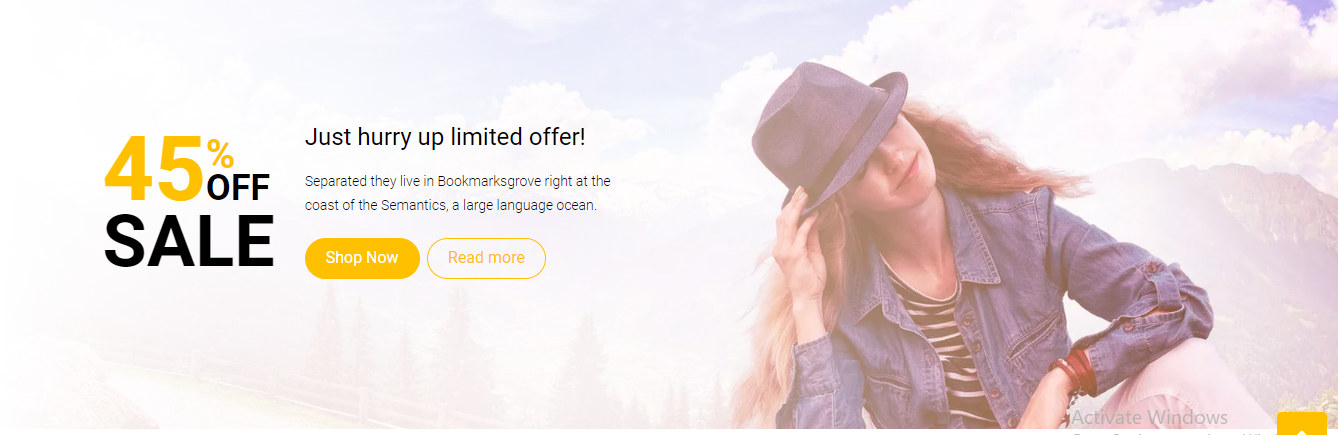 45%
OFF
SALE
Just hurry up limited offer!
Separated they live in Bookmarksgrove right at the
coast of the Semantics, a large language ocean.
Shop Now
Read more
Activate Windows